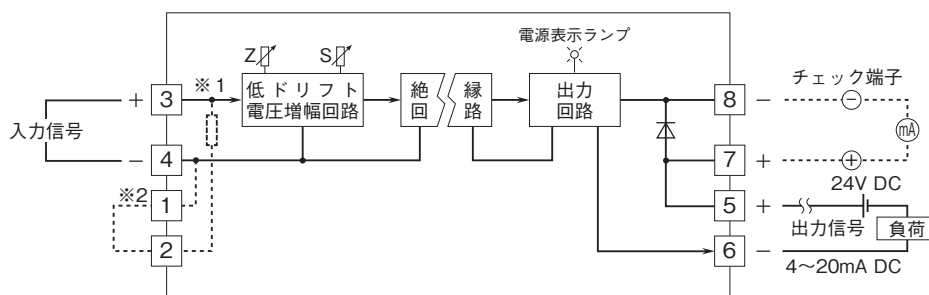 電源表示ランプ
Z
S
※1
+
3
低ドリフト
電圧増幅回路
絶
回
縁
路
出力
回路
8
−
チェック端子
−
mA
入力信号
−
4
7
+
+
※2
1
2
5
+
24V DC
出力信号
負荷
6
−
4〜20mA DC